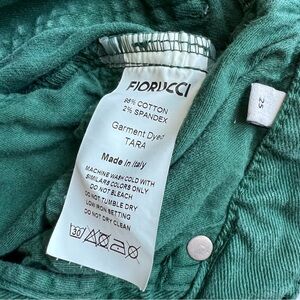 FIORUCCI
98% COTTON
2% SPANDEX
Garment Dyed
TARA
Made in Italy
MACHINE WASH COLD WITH
SIMILARS COLORS ONLY
DO NOT BLEACH
DO NOT TUMBLE DRY
LOW IRON SETTING
DO NOT DRY CLEAN
30
25